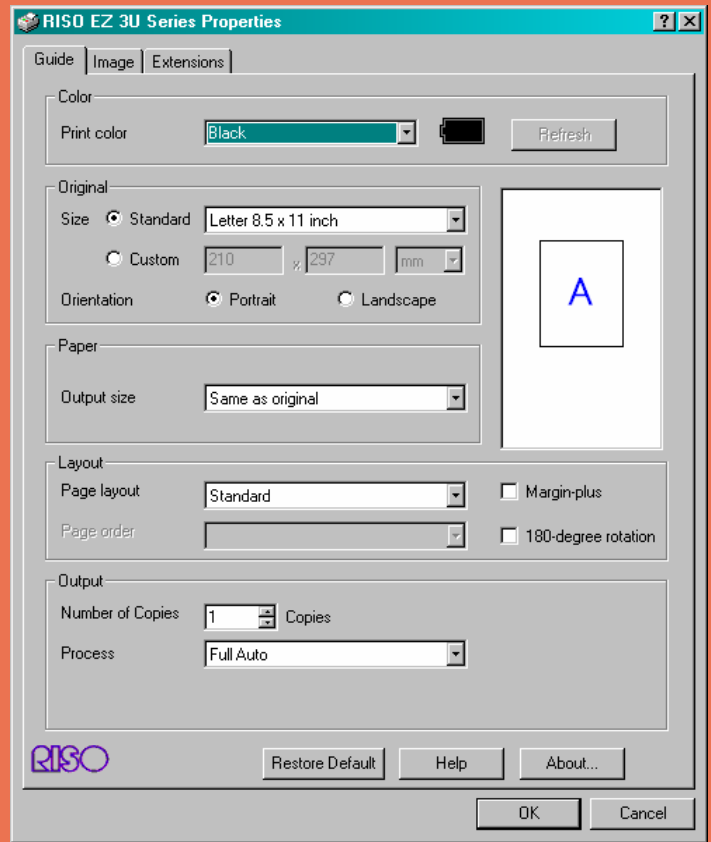 RISO EZ 3U Series Properties
Guide Image Extensions
Color
Print color Black Refresh
Original
Size Standard Letter 8.5 x 11 inch
Custom 210 x 297 mm
Orientation Portrait Landscape
A
Paper
Output size Same as original
Layout
Page layout Standard Margin-plus
Page order 180-degree rotation
Output
Number of Copies 1 Copies
Process Full Auto
RISO Restore Default Help About...
OK Cancel